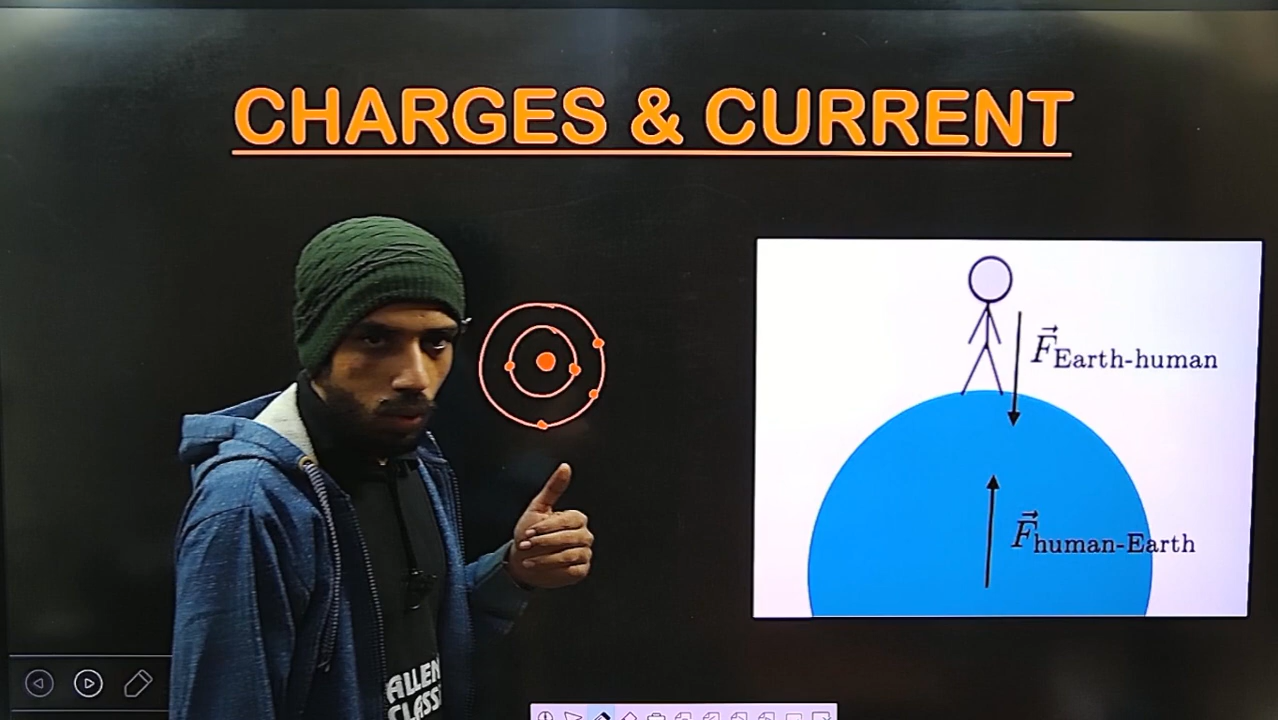 CHARGES & CURRENT
F⃗Earth-human
F⃗human-Earth
ALLEN
CLASS